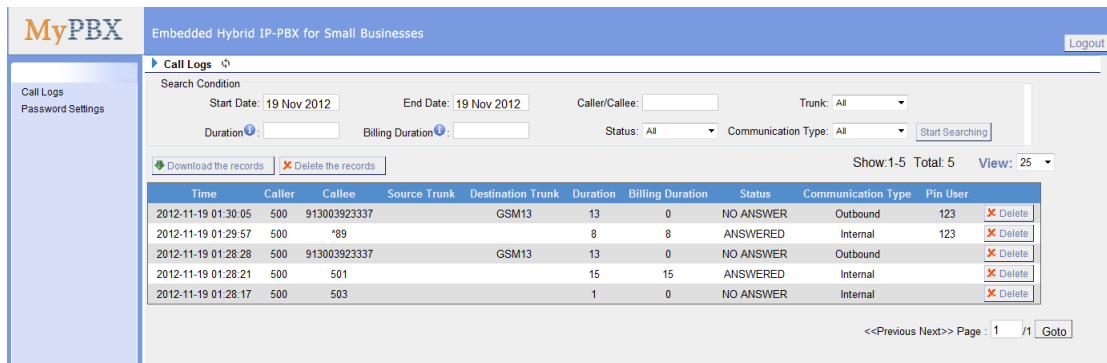 MyPBX
Embedded Hybrid IP-PBX for Small Businesses
Logout
Call Logs
Password Settings
Call Logs
Search Condition
Start Date: 19 Nov 2012 End Date: 19 Nov 2012 Caller/Callee: Trunk: All
Duration i : Billing Duration i : Status: All Communication Type: All Start Searching
Download the records Delete the records Show:1-5 Total: 5 View: 25
Time Caller Callee Source Trunk Destination Trunk Duration Billing Duration Status Communication Type Pin User
2012-11-19 01:30:05 500 913003923337 GSM13 13 0 NO ANSWER Outbound 123 Delete
2012-11-19 01:29:57 500 *89 8 8 ANSWERED Internal 123 Delete
2012-11-19 01:28:28 500 913003923337 GSM13 13 0 NO ANSWER Outbound Delete
2012-11-19 01:28:21 500 501 15 15 ANSWERED Internal Delete
2012-11-19 01:28:17 500 503 1 0 NO ANSWER Internal Delete
<<Previous Next>> Page : 1 /1 Goto